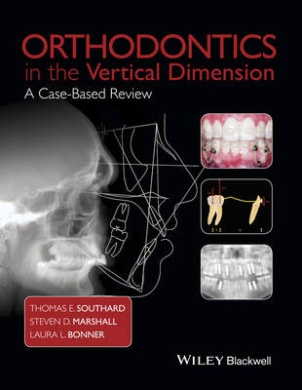 ORTHODONTICS
in the Vertical Dimension
A Case-Based Review
THOMAS E. SOUTHARD
STEVEN D. MARSHALL
LAURA L. BONNER
WILEY Blackwell